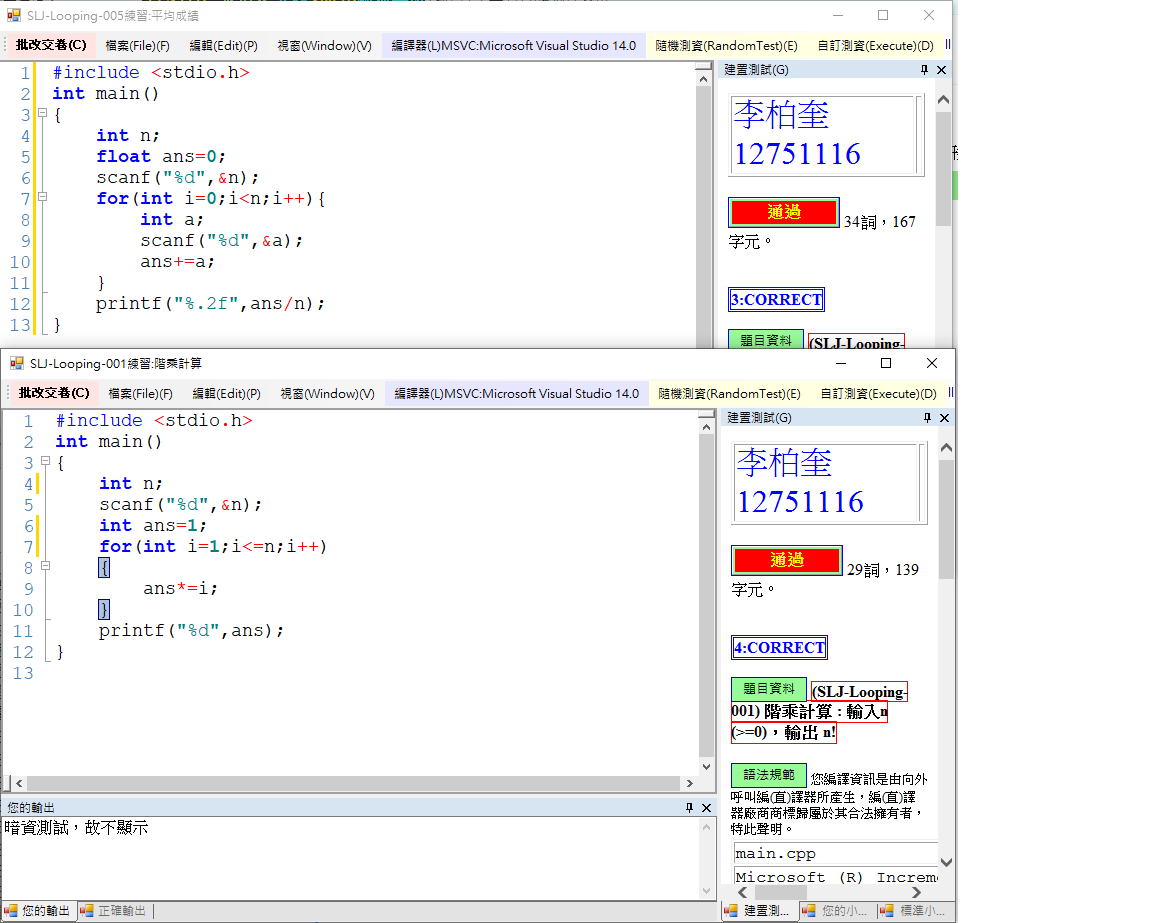 SLJ-Looping-005練習:平均成績
批改交卷(C) 檔案(File)(F) 編輯(Edit)(P) 視窗(Window)(V) 編譯器(L)MSVC:Microsoft Visual Studio 14.0 隨機測資(RandomTest)(E) 自訂測資(Execute)(D)
1 #include <stdio.h>
2 int main()
3 {
4 int n;
5 float ans=0;
6 scanf("%d",&n);
7 for(int i=0;i<n;i++){
8 int a;
9 scanf("%d",&a);
10 ans+=a;
11 }
12 printf("%.2f",ans/n);
13 }
建置測試(G)
李柏奎
12751116
通過 34詞，167
字元。
3:CORRECT
題目資料 (SLJ-Looping-
SLJ-Looping-001練習:階乘計算
批改交卷(C) 檔案(File)(F) 編輯(Edit)(P) 視窗(Window)(V) 編譯器(L)MSVC:Microsoft Visual Studio 14.0 隨機測資(RandomTest)(E) 自訂測資(Execute)(D)
1 #include <stdio.h>
2 int main()
3 {
4 int n;
5 scanf("%d",&n);
6 int ans=1;
7 for(int i=1;i<=n;i++)
8 {
9 ans*=i;
10 }
11 printf("%d",ans);
12 }
13
您的輸出
暗資測試，故不顯示
您的輸出 正確輸出
建置測試(G)
李柏奎
12751116
通過 29詞，139
字元。
4:CORRECT
題目資料 (SLJ-Looping-
001) 階乘計算 : 輸入n
(>=0)，輸出 n!
語法規範 您編譯資訊是由向外
呼叫編(直)譯器所產生，編(直)譯
器廠商商標歸屬於其合法擁有者，
特此聲明。
main.cpp
Microsoft (R) Increme
建置測... 您的小... 標準小...